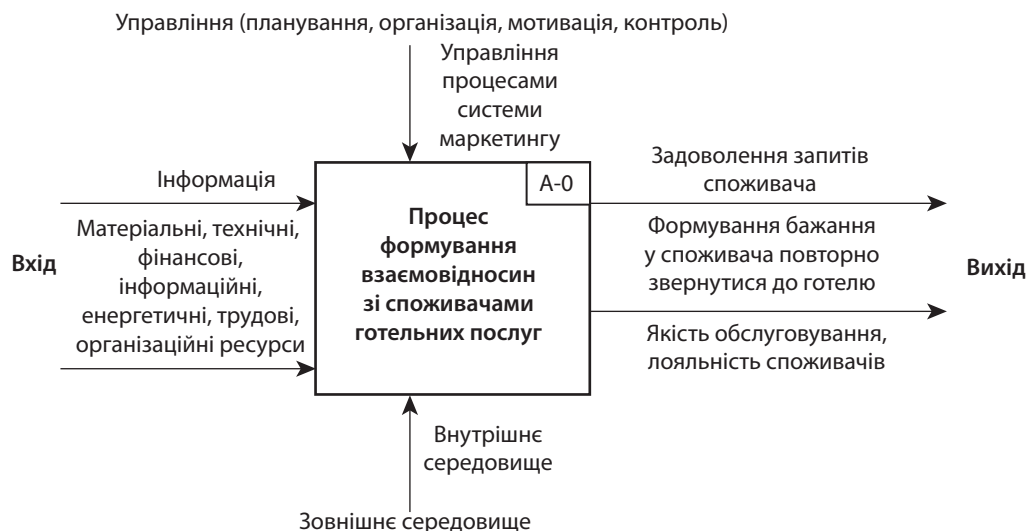 Управління (планування, організація, мотивація, контроль)
Управління
процесами
системи
маркетингу
Вхід
Інформація
Матеріальні, технічні,
фінансові,
інформаційні,
енергетичні, трудові,
організаційні ресурси
А-0
Процес
формування
взаємовідносин
зі споживачами
готельних послуг
Задоволення запитів
споживача
Формування бажання
у споживача повторно
звернутися до готелю
Якість обслуговування,
лояльність споживачів
Вихід
Внутрішнє
середовище
Зовнішнє середовище